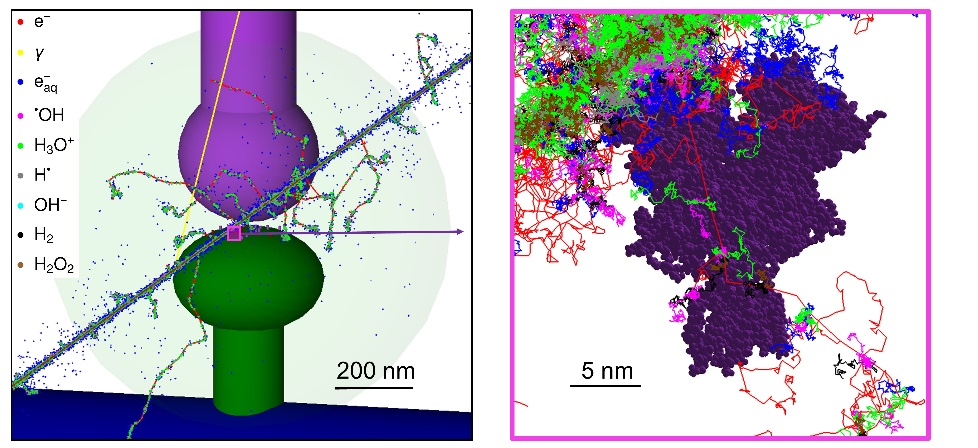 e⁻
γ
e⁻aq
•OH
H₃O⁺
H•
OH⁻
H₂
H₂O₂
200 nm
5 nm